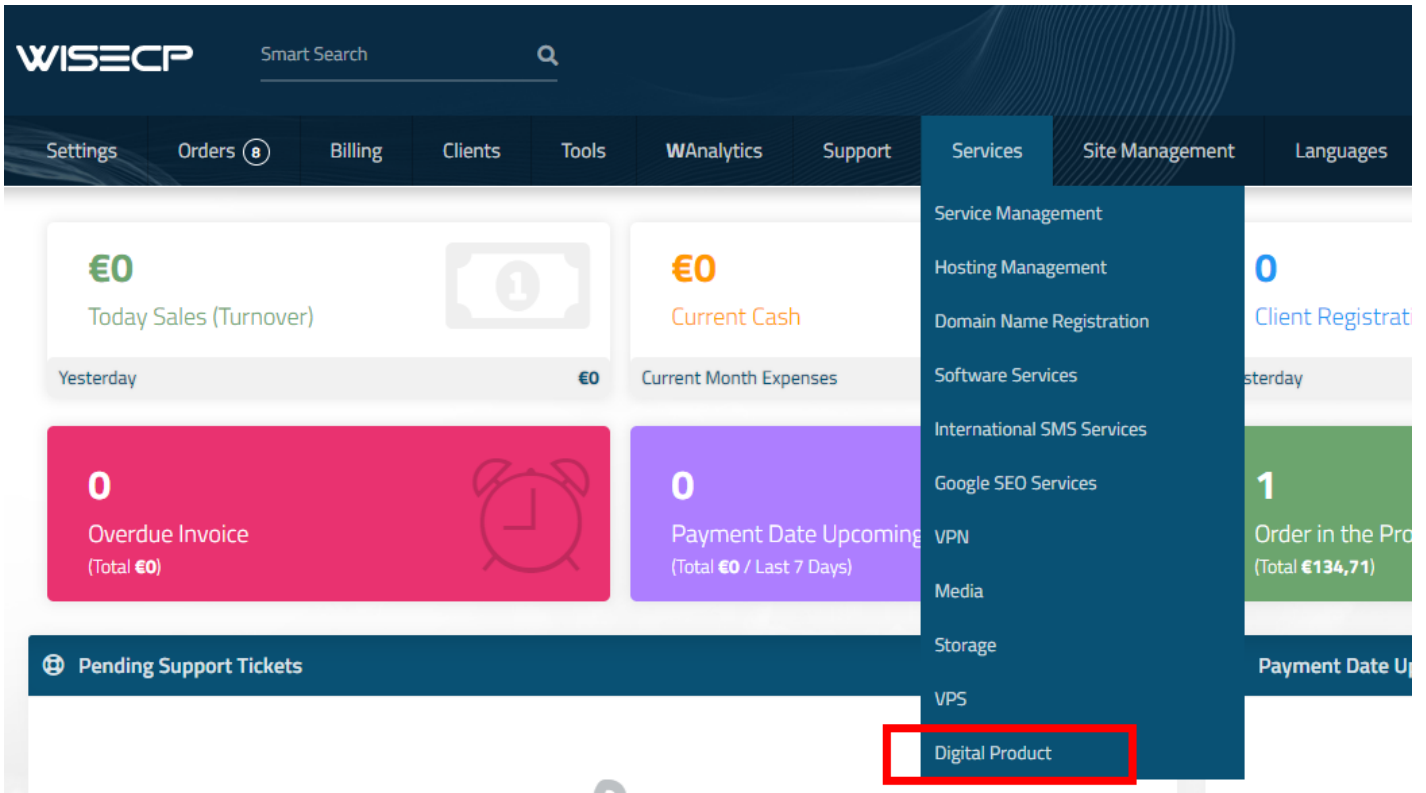 WISECP
Smart Search
Settings
Orders 8
Billing
Clients
Tools
WAnalytics
Support
Services
Site Management
Languages
Service Management
Hosting Management
Domain Name Registration
Software Services
International SMS Services
Google SEO Services
VPN
Media
Storage
VPS
Digital Product
€0
Today Sales (Turnover)
Yesterday €0
€0
Current Cash
Current Month Expenses
0
Client Registrati
sterday
0
Overdue Invoice
(Total €0)
0
Payment Date Upcoming
(Total €0 / Last 7 Days)
1
Order in the Pro
(Total €134,71)
Pending Support Tickets
Payment Date Up